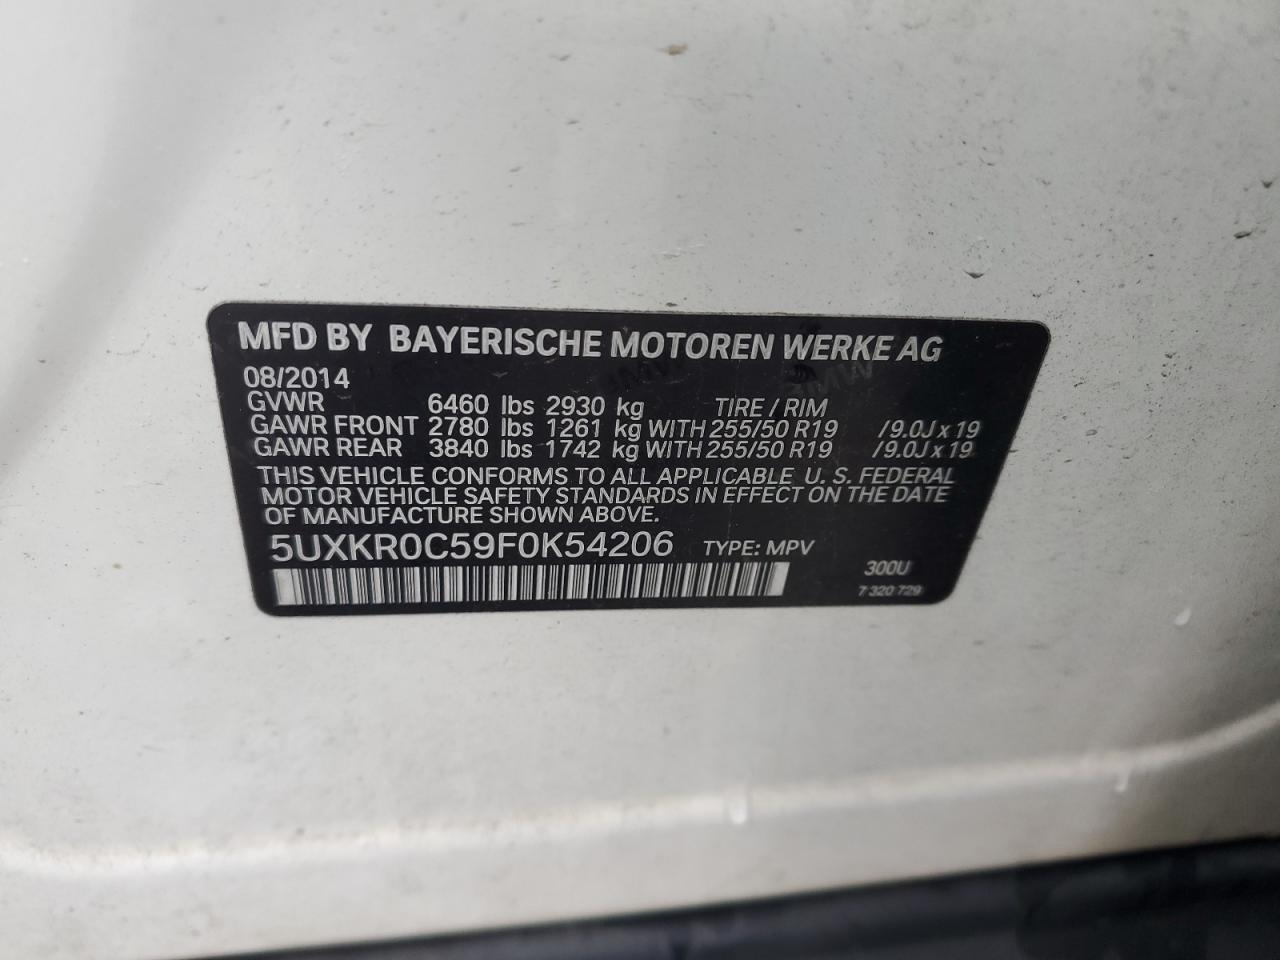 MFD BY BAYERISCHE MOTOREN WERKE AG
08/2014
GVWR 6460 lbs 2930 kg TIRE / RIM
GAWR FRONT 2780 lbs 1261 kg WITH 255/50 R19 /9.0J x 19
GAWR REAR 3840 lbs 1742 kg WITH 255/50 R19 /9.0J x 19
THIS VEHICLE CONFORMS TO ALL APPLICABLE U. S. FEDERAL
MOTOR VEHICLE SAFETY STANDARDS IN EFFECT ON THE DATE
OF MANUFACTURE SHOWN ABOVE.
5UXKR0C59F0K54206 TYPE: MPV
300U
7 320 729